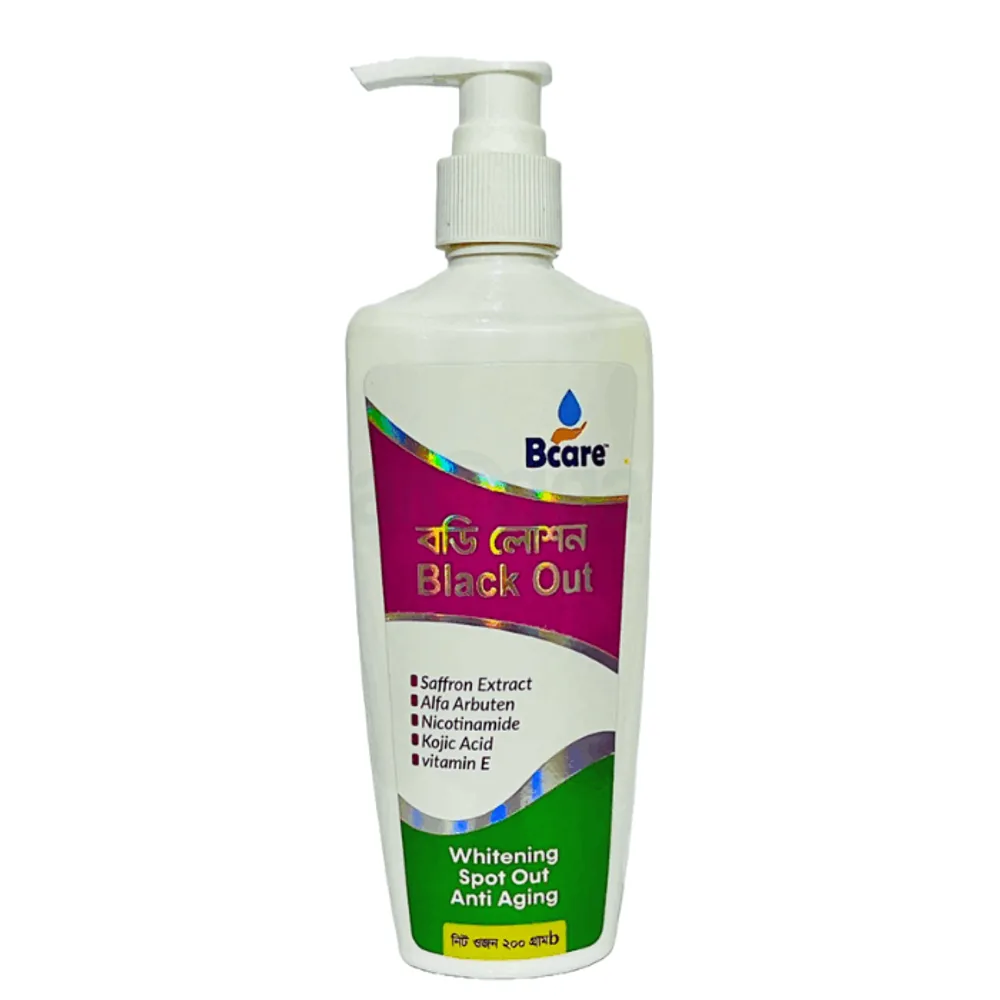 Bcare™
বডি লোশন
Black Out
Saffron Extract
Alfa Arbuten
Nicotinamide
Kojic Acid
vitamin E
Whitening
Spot Out
Anti Aging
নিট ওজন ২০০ গ্রামb